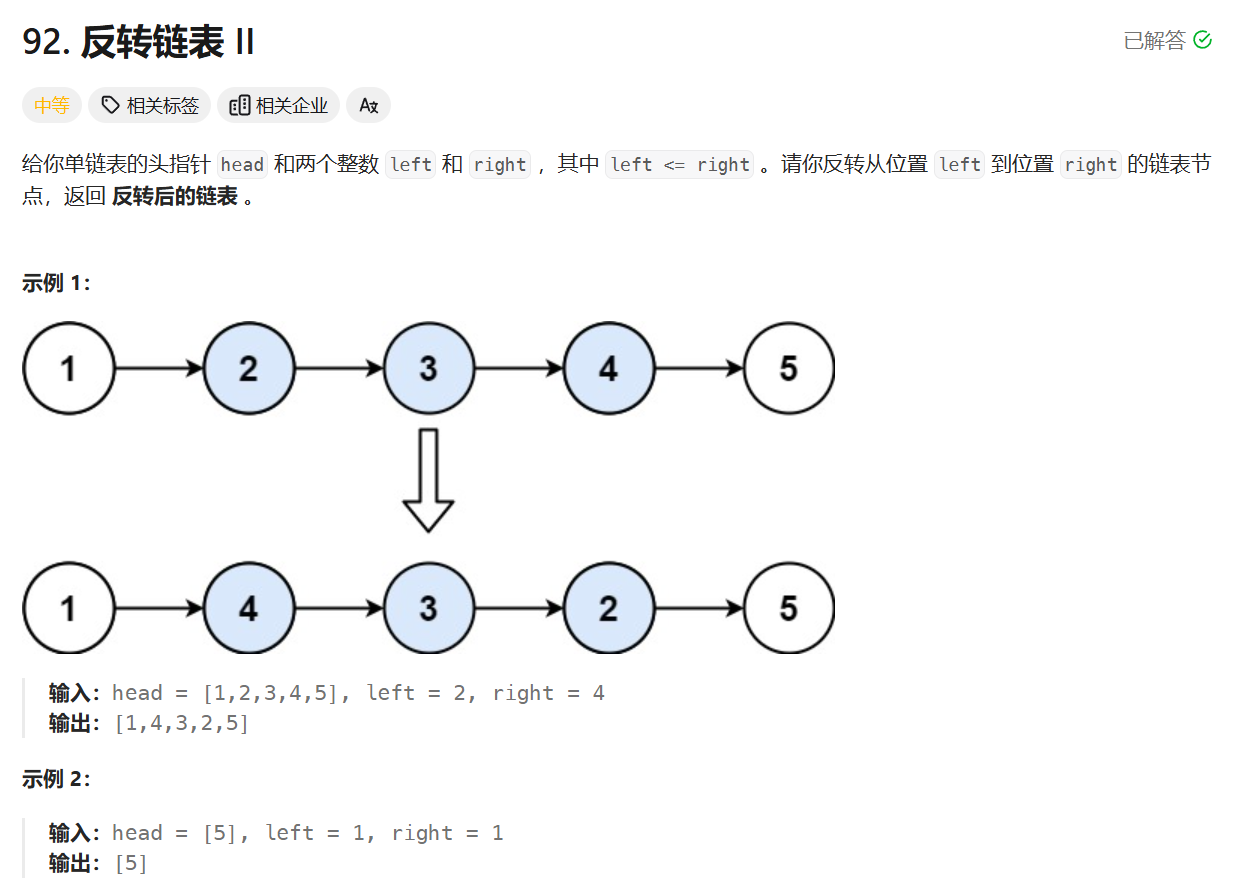 92. 反转链表 II
已解答
中等 相关标签 相关企业 Aあ
给你单链表的头指针 head 和两个整数 left 和 right ，其中 left <= right 。请你反转从位置 left 到位置 right 的链表节
点，返回 反转后的链表 。
示例 1：
1 2 3 4 5
1 4 3 2 5
输入：head = [1,2,3,4,5], left = 2, right = 4
输出：[1,4,3,2,5]
示例 2：
输入：head = [5], left = 1, right = 1
输出：[5]